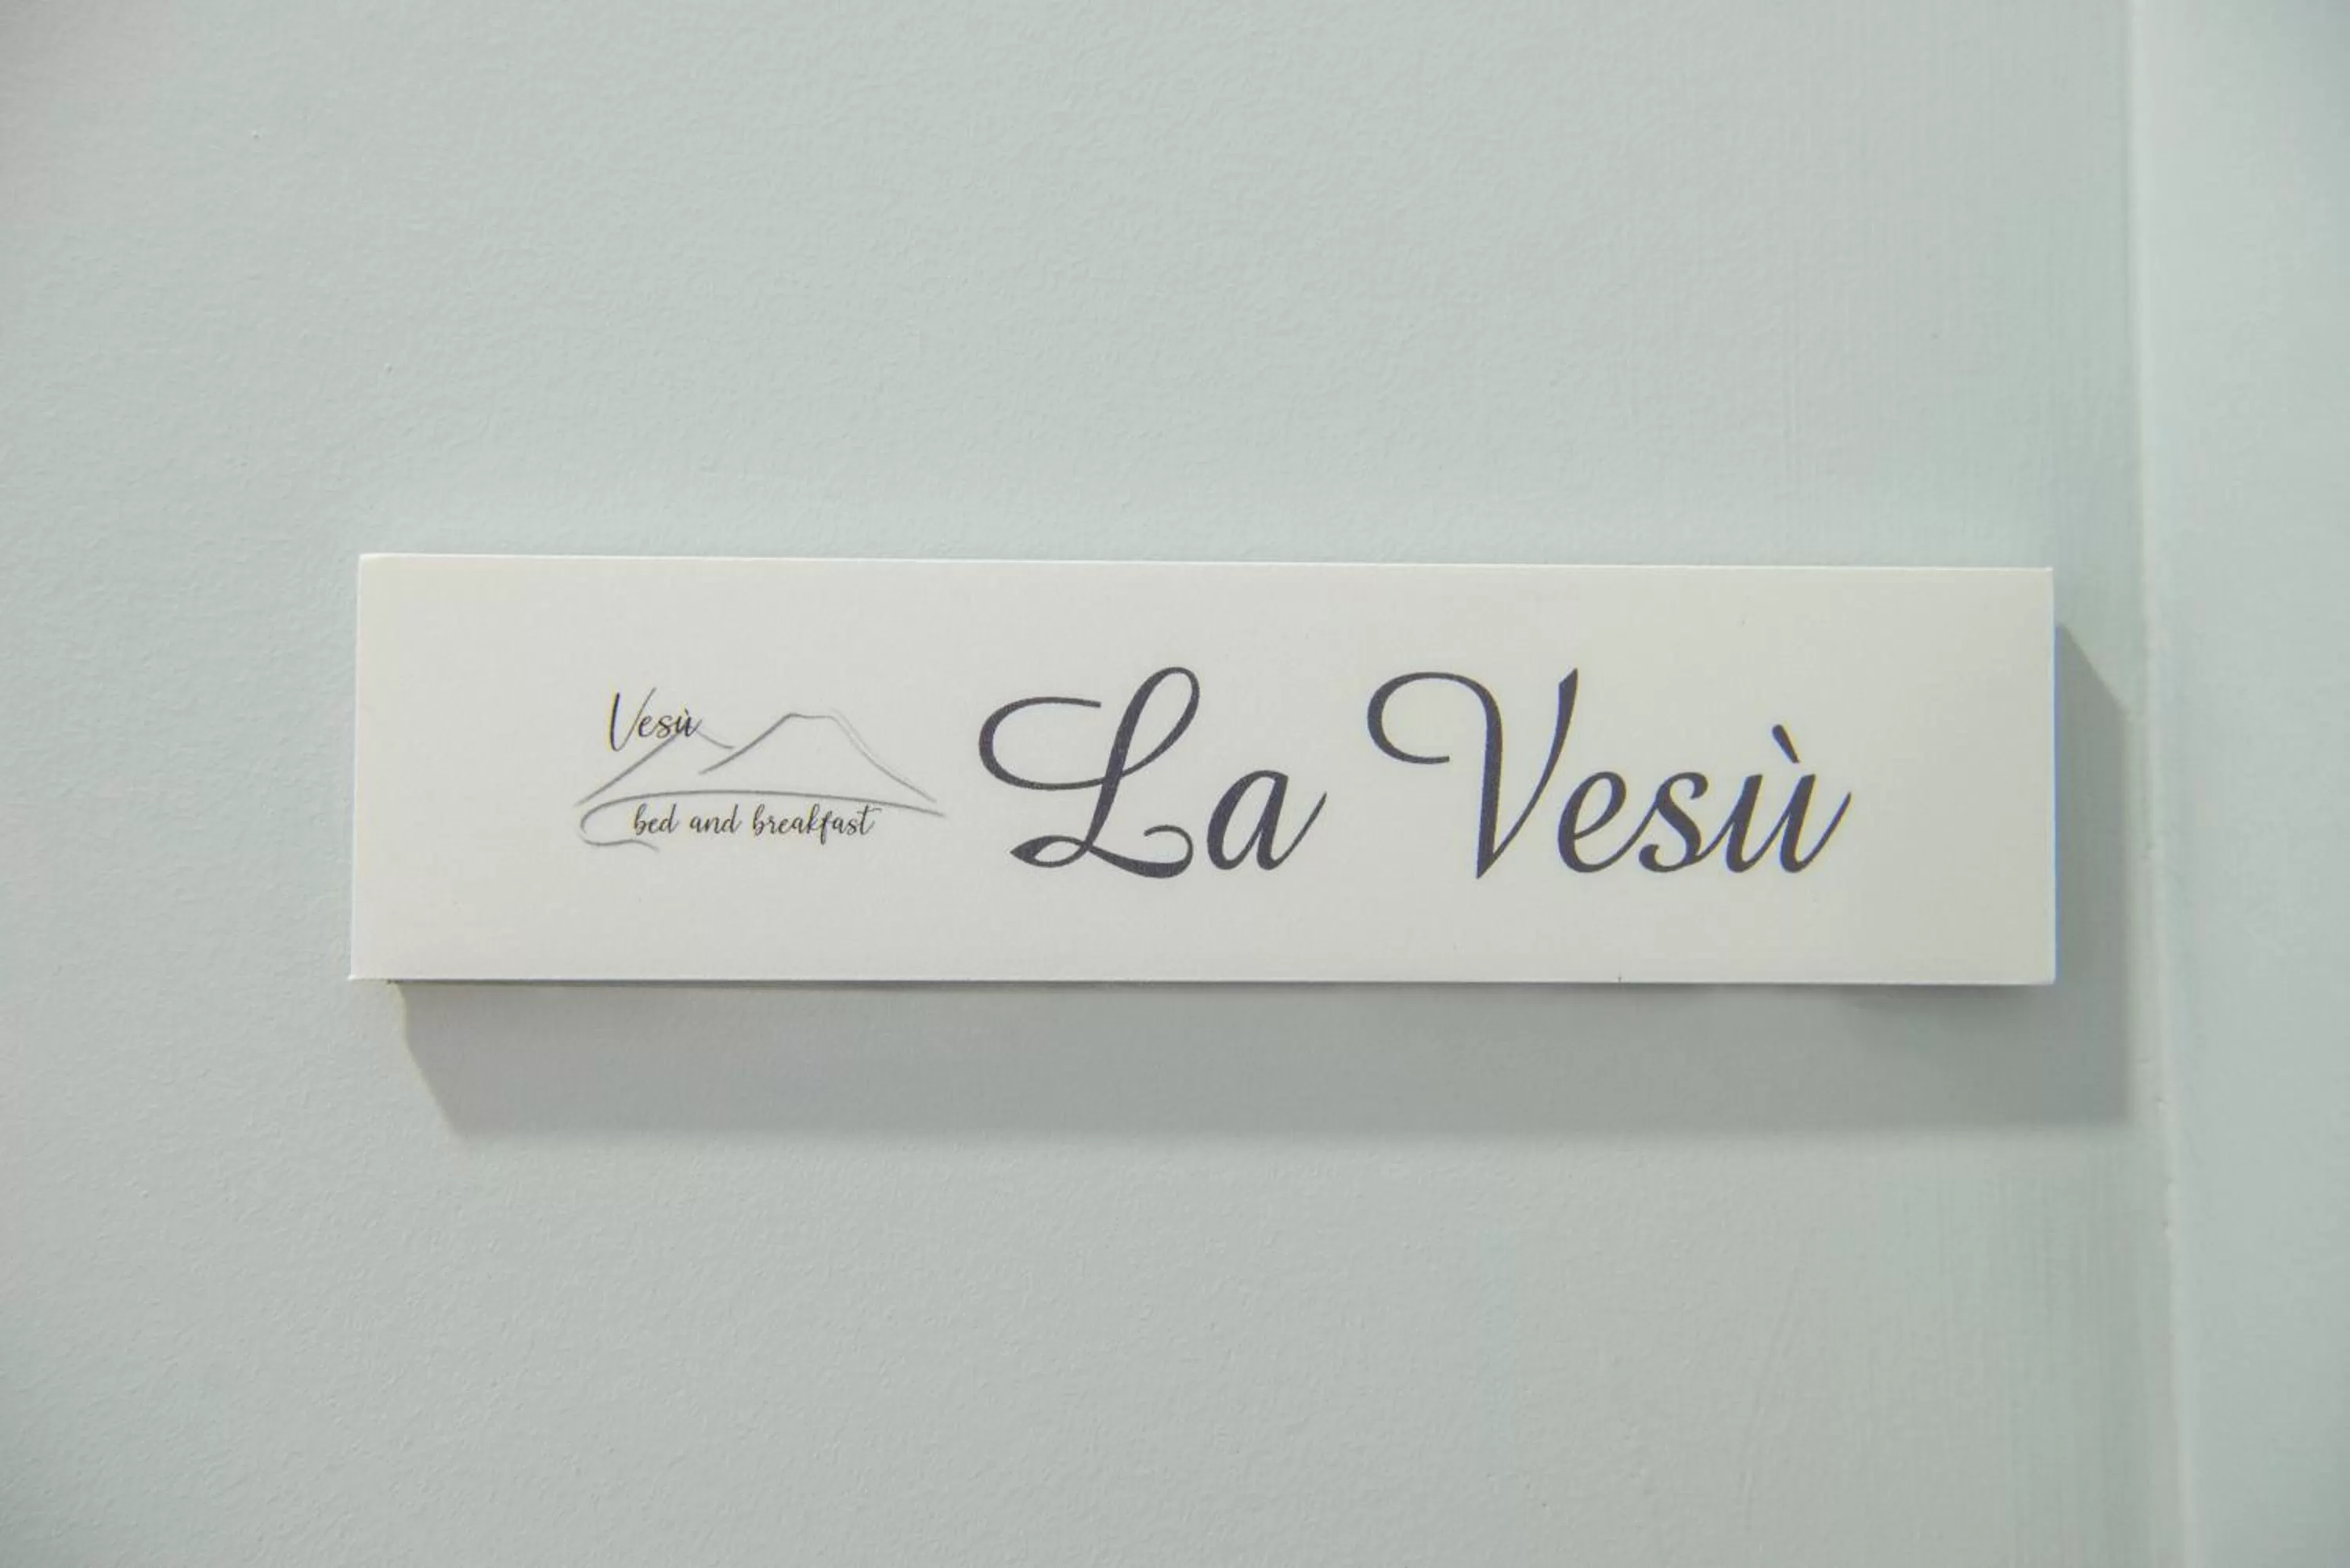 Vesù
bed and breakfast
La Vesù